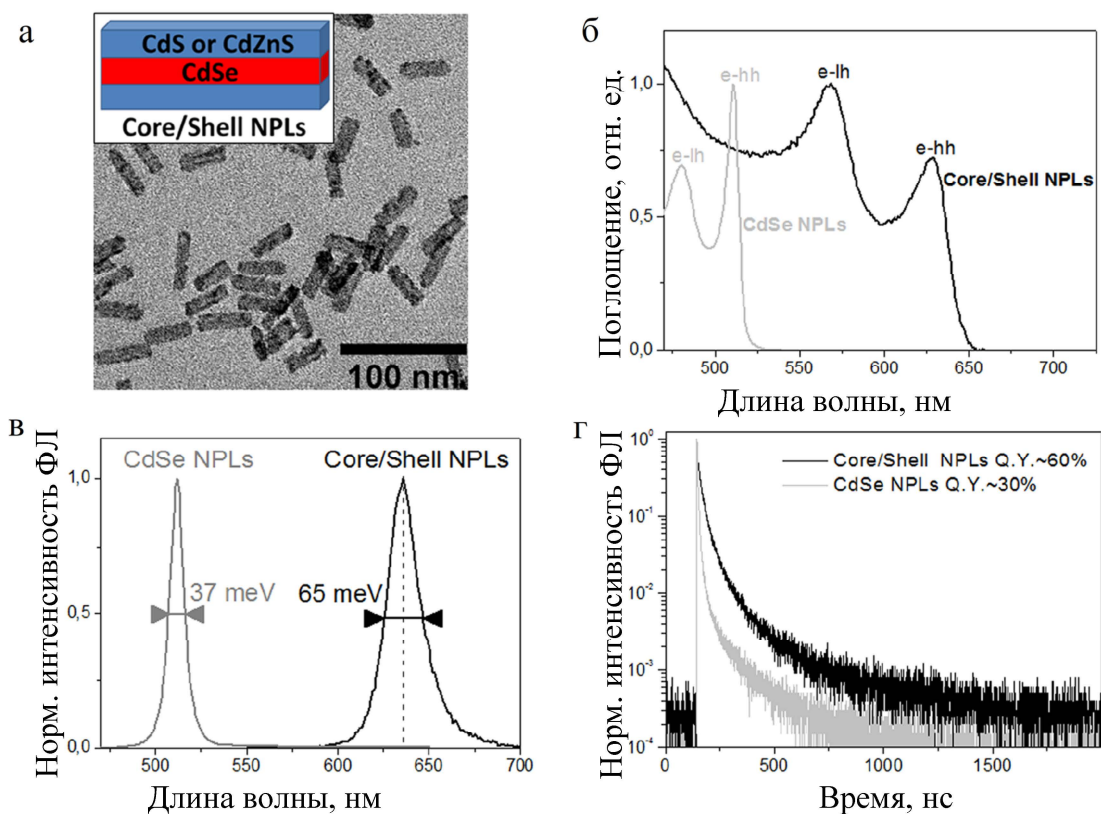 а
CdS or CdZnS
CdSe
Core/Shell NPLs
100 nm
б
Поглощение, отн. ед.
1,0
0,5
0,0
e-lh
e-hh
e-lh
e-hh
Core/Shell NPLs
CdSe NPLs
500 550 600 650 700
Длина волны, нм
в
Норм. интенсивность ФЛ
CdSe NPLs Core/Shell NPLs
1,0
0,5
0,0
37 meV 65 meV
500 550 600 650 700
Длина волны, нм
г
Норм. интенсивность ФЛ
10⁰
10⁻¹
10⁻²
10⁻³
10⁻⁴
Core/Shell NPLs Q.Y.~60%
CdSe NPLs Q.Y.~30%
0 500 1000 1500
Время, нс